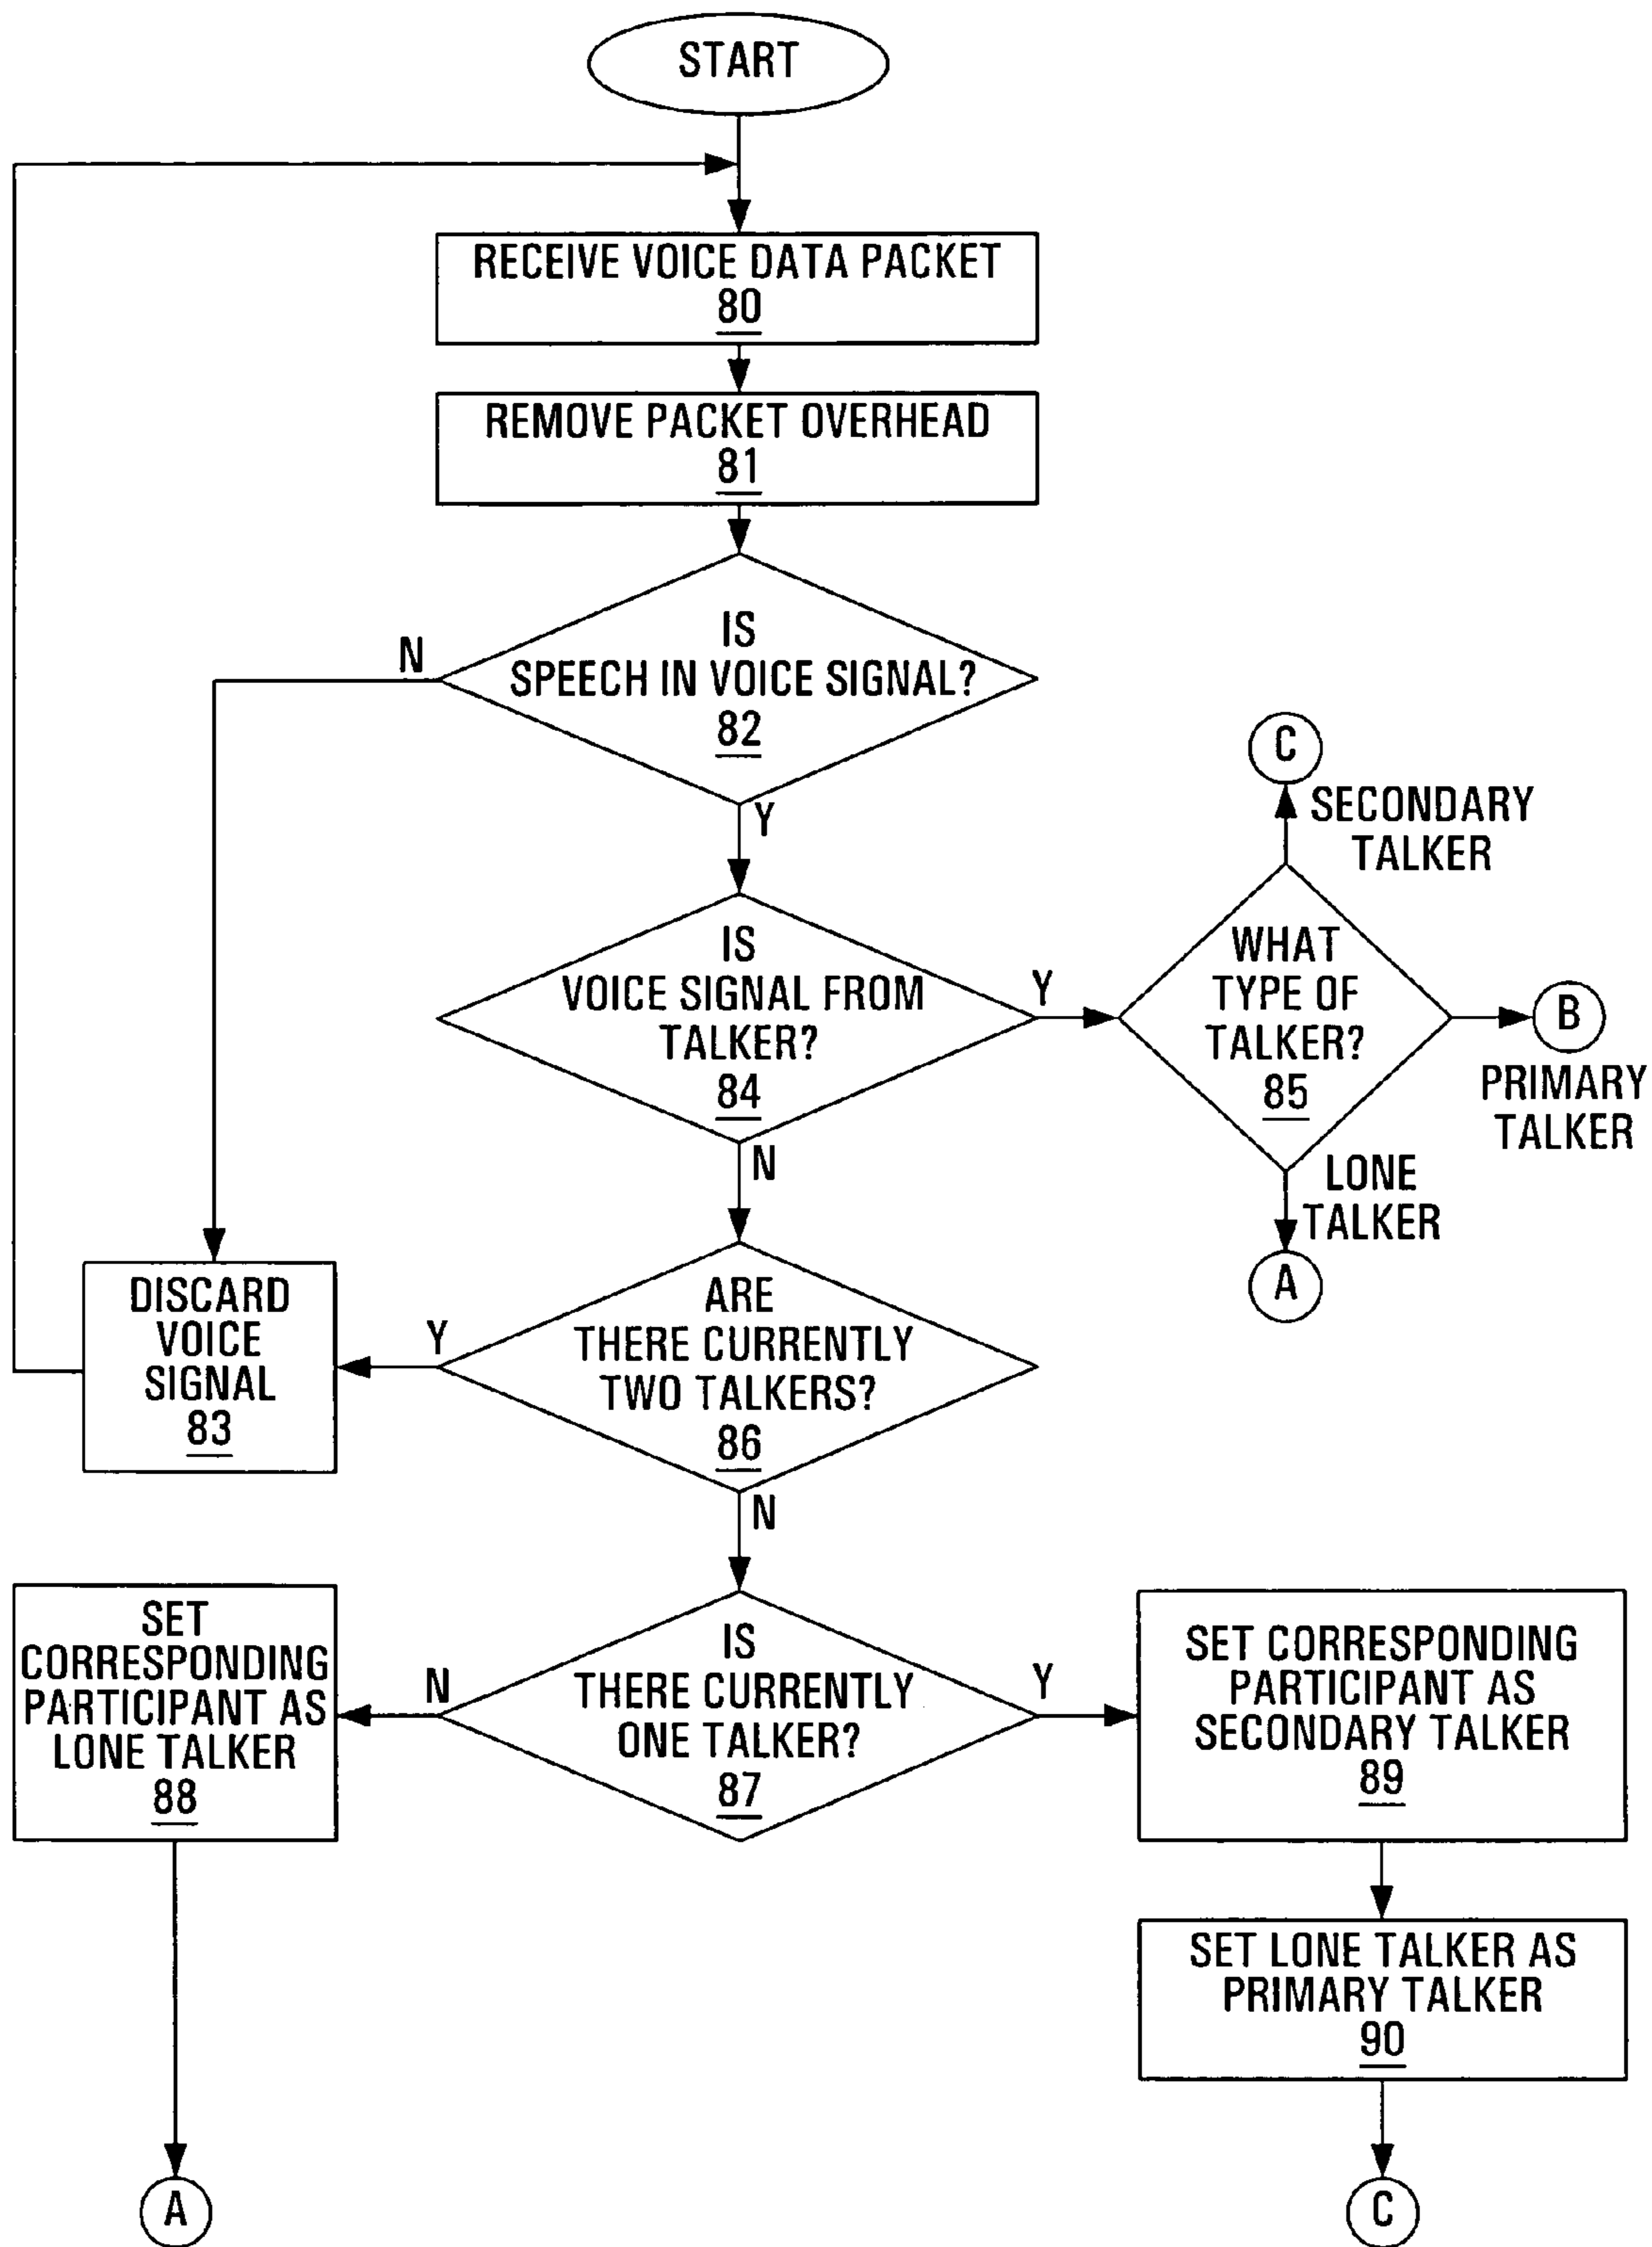 START
RECEIVE VOICE DATA PACKET
80
REMOVE PACKET OVERHEAD
81
IS
SPEECH IN VOICE SIGNAL?
82
N
Y
C
SECONDARY
TALKER
IS
VOICE SIGNAL FROM
TALKER?
84
Y
N
WHAT
TYPE OF
TALKER?
85
B
PRIMARY
TALKER
LONE
TALKER
A
DISCARD
VOICE
SIGNAL
83
Y
ARE
THERE CURRENTLY
TWO TALKERS?
86
N
SET
CORRESPONDING
PARTICIPANT AS
LONE TALKER
88
N
IS
THERE CURRENTLY
ONE TALKER?
87
Y
SET CORRESPONDING
PARTICIPANT AS
SECONDARY TALKER
89
SET LONE TALKER AS
PRIMARY TALKER
90
A
C